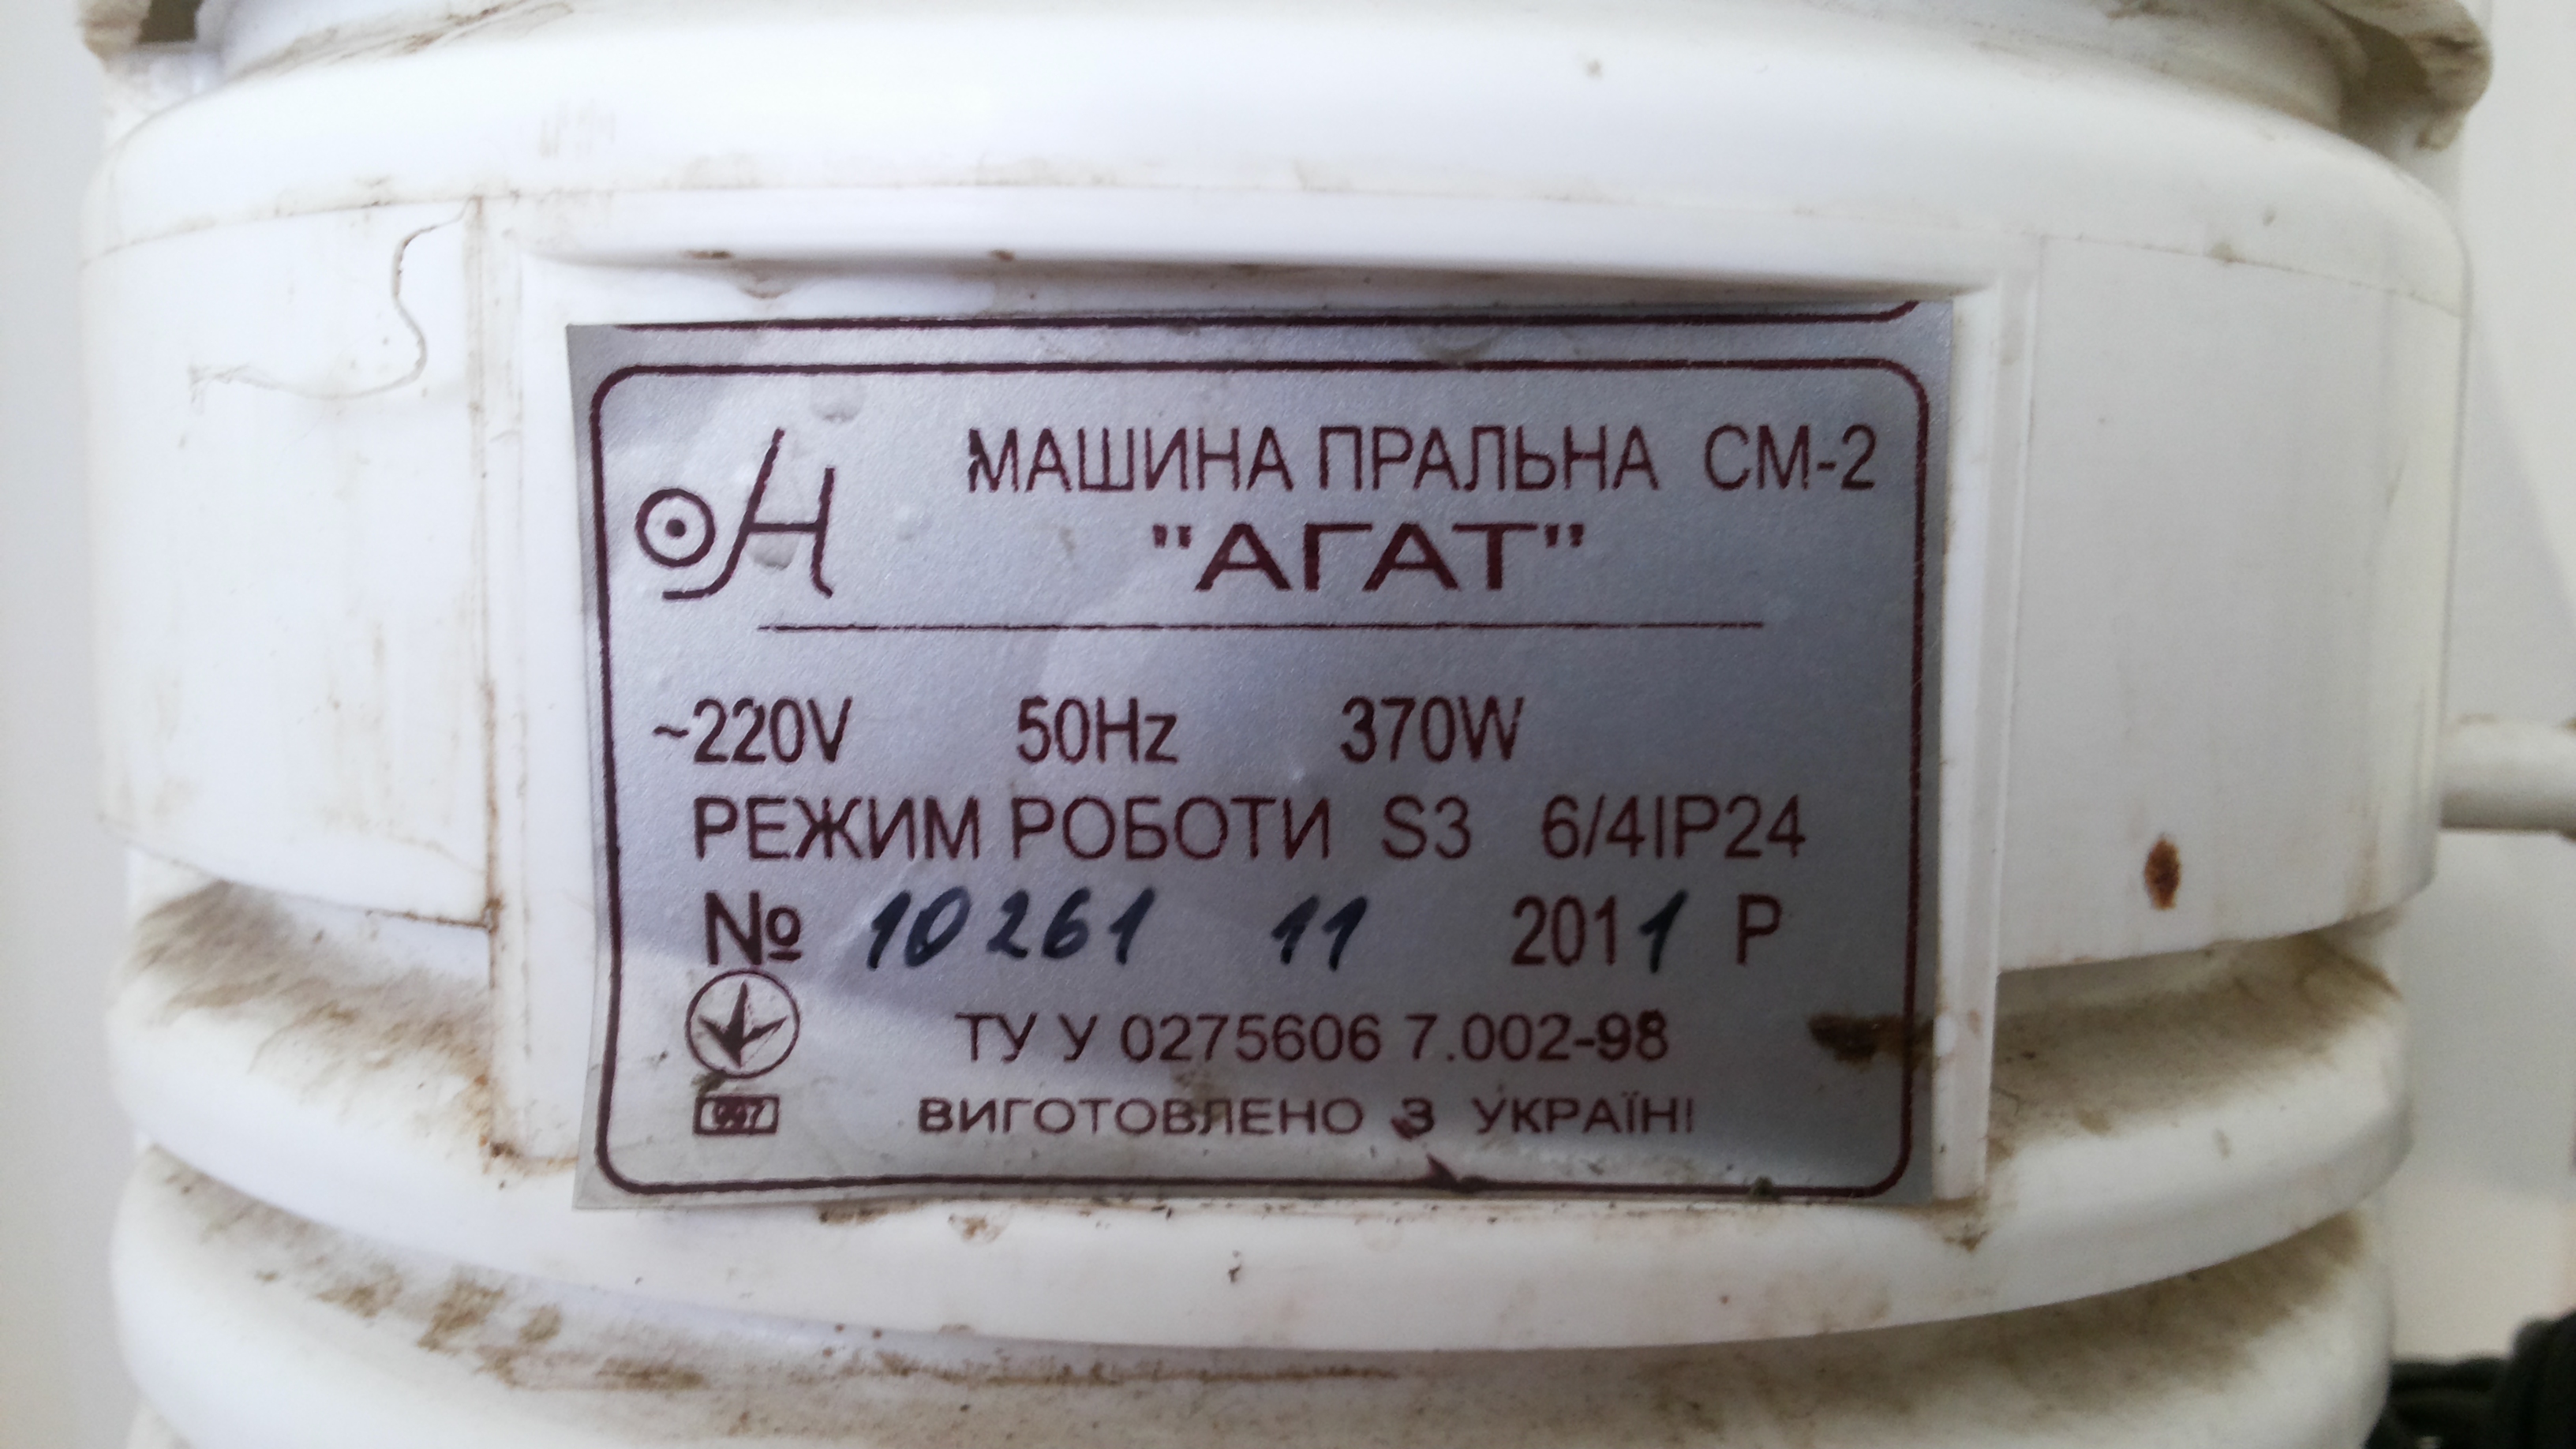 МАШИНА ПРАЛЬНА СМ-2
"АГАТ"
~220V 50Hz 370W
РЕЖИМ РОБОТИ S3 6/4IP24
№ 10261 11 2011 Р
ТУ У 0275606 7.002-98
ВИГОТОВЛЕНО З УКРАЇНІ